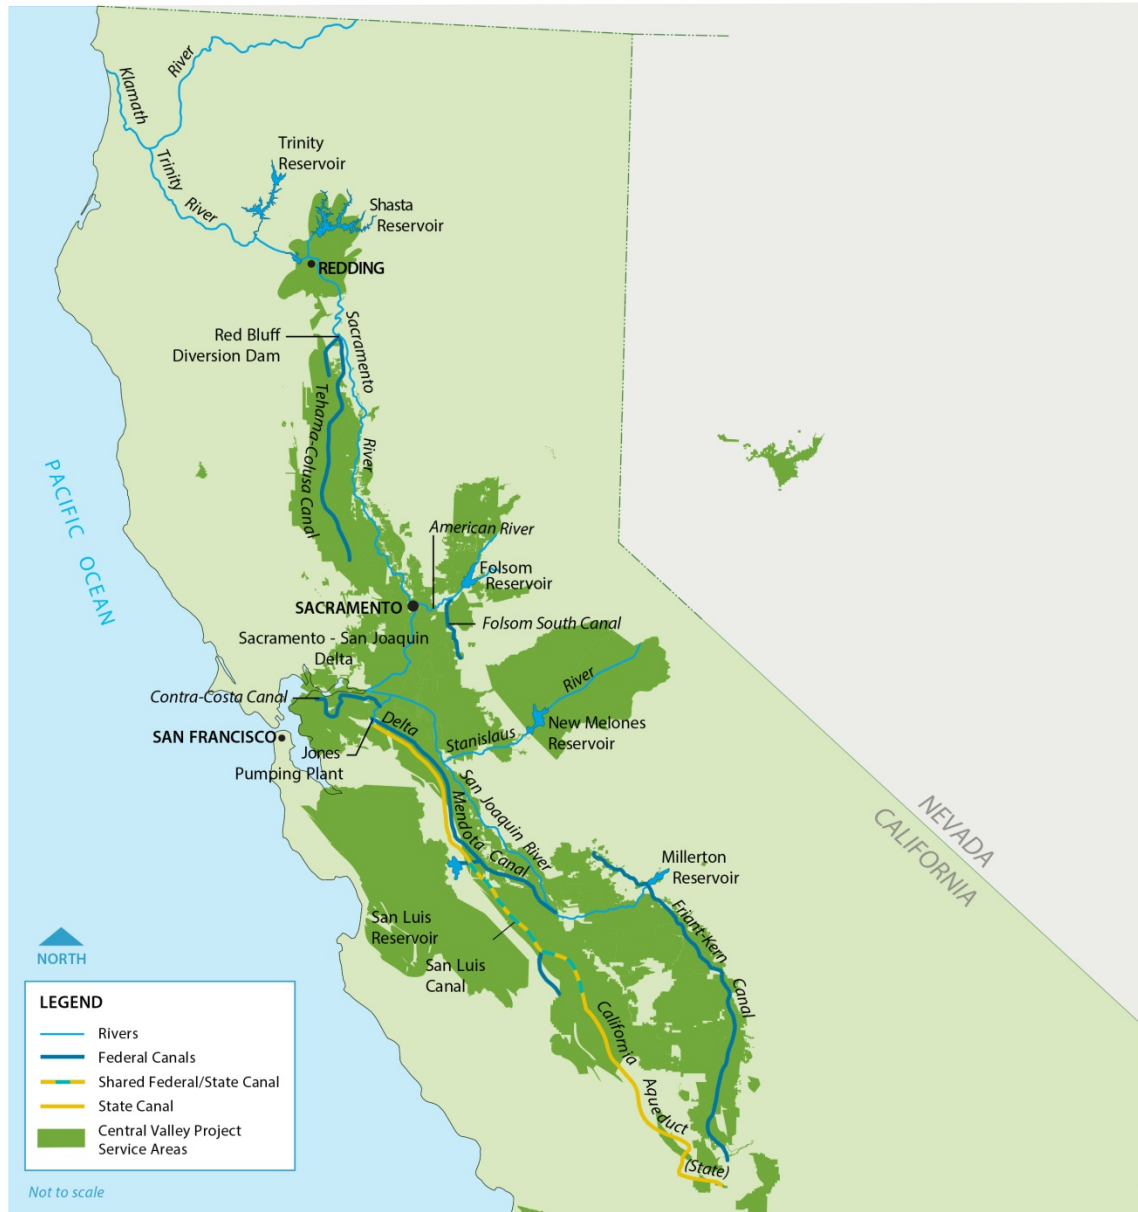 Klamath
River
Trinity
River
Trinity
Reservoir
Shasta
Reservoir
REDDING
Red Bluff
Diversion Dam
Sacramento
River
Tehama-Colusa Canal
PACIFIC OCEAN
American River
Folsom
Reservoir
SACRAMENTO
Folsom South Canal
Sacramento - San Joaquin
Delta
Contra-Costa Canal
Stanislaus
River
New Melones
Reservoir
SAN FRANCISCO
Jones
Pumping Plant
Delta
Mendota Canal
San Joaquin River
NEVADA
CALIFORNIA
Millerton
Reservoir
San Luis
Reservoir
San Luis
Canal
Friant-Kern
Canal
California
Aqueduct
(State)
NORTH
LEGEND
Rivers
Federal Canals
Shared Federal/State Canal
State Canal
Central Valley Project
Service Areas
Not to scale